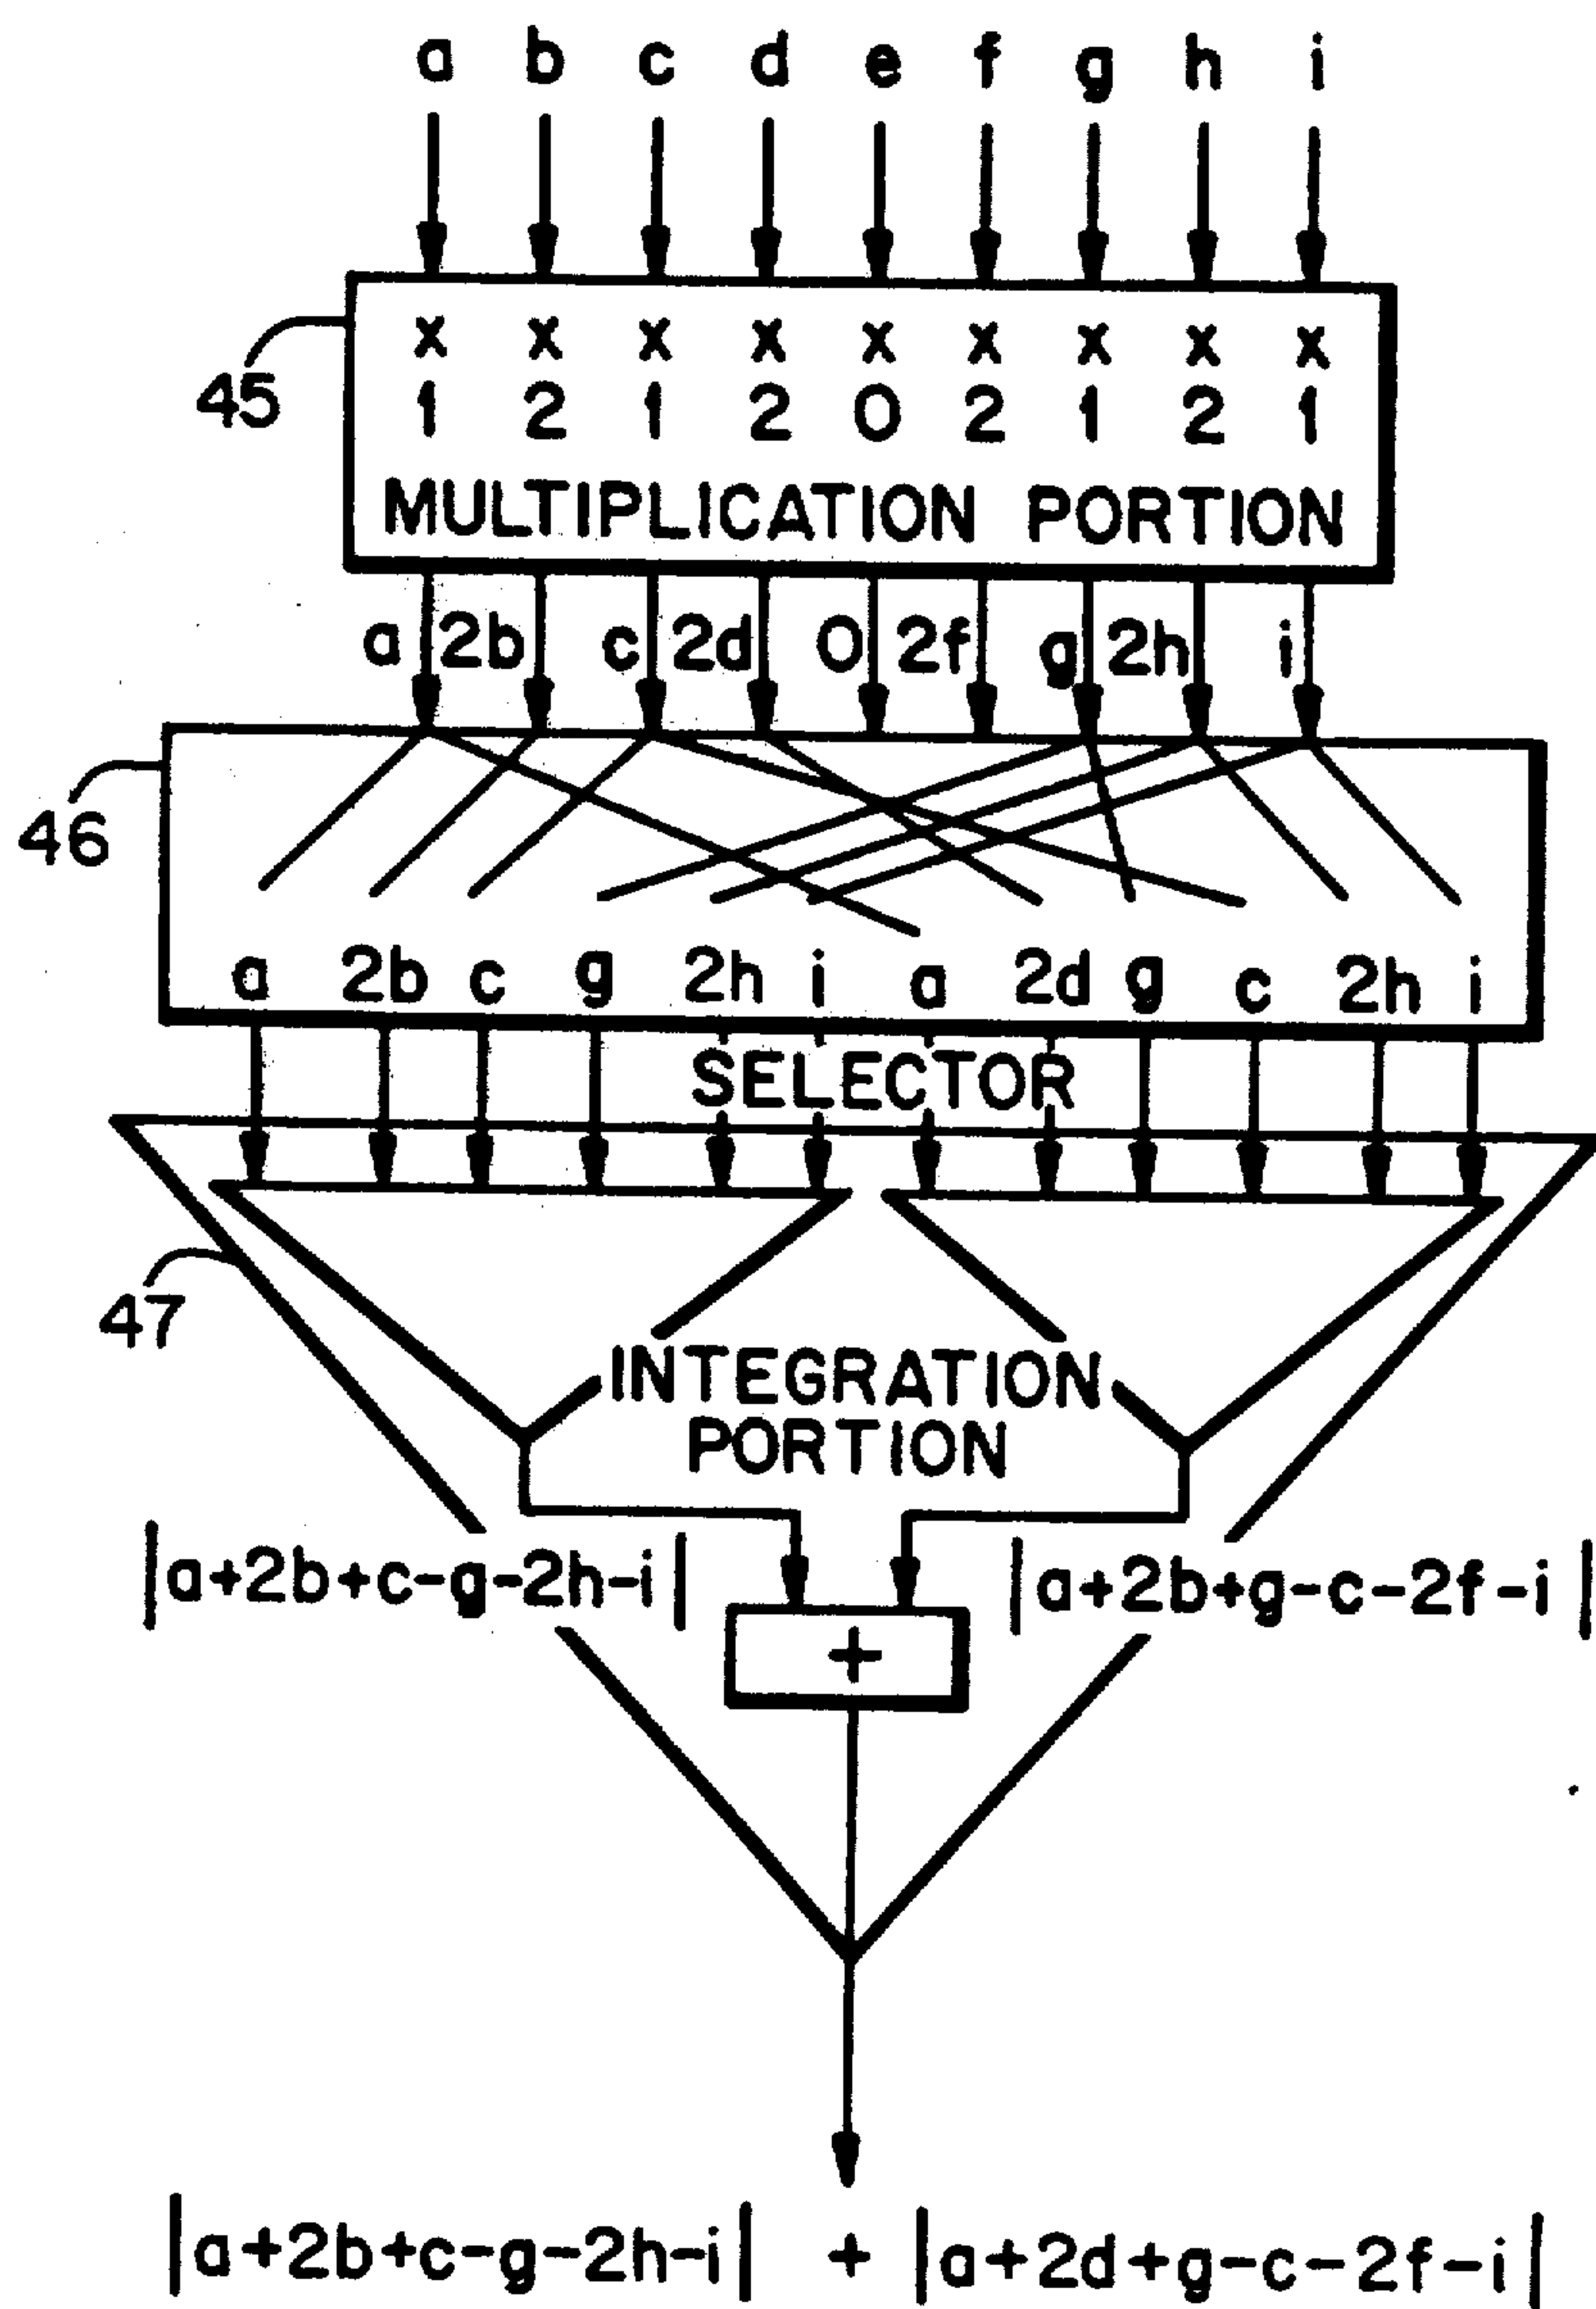 a b c d e f g h i
x x x x x x x x x
1 2 1 2 0 2 1 2 1
45
MULTIPLICATION PORTION
a 2b c 2d 0 2f g 2h i
46
a 2b c g 2h i a 2d g c 2h i
SELECTOR
47
INTEGRATION
PORTION
|a+2b+c-g-2h-i| |a+2b+g-c-2f-i|
+
|a+2b+c-g-2h-i| + |a+2d+g-c-2f-i|